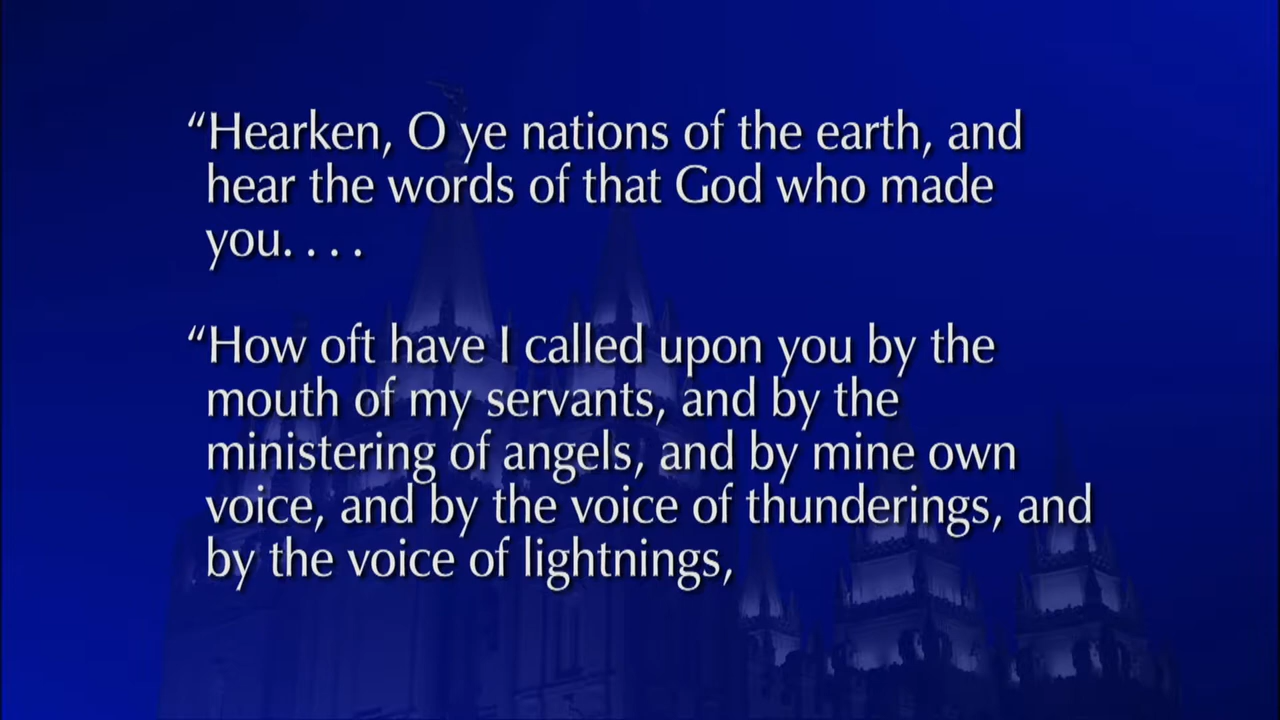 “Hearken, O ye nations of the earth, and
hear the words of that God who made
you. . . .
“How oft have I called upon you by the
mouth of my servants, and by the
ministering of angels, and by mine own
voice, and by the voice of thunderings, and
by the voice of lightnings,